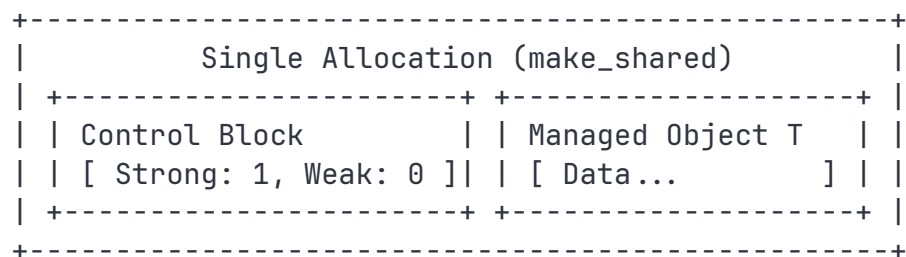 +--------------------------------------------------+
|          Single Allocation (make_shared)         |
| +-----------------------+ +--------------------+ |
| | Control Block         | | Managed Object T   | |
| | [ Strong: 1, Weak: 0 ]| | [ Data...        ] | |
| +-----------------------+ +--------------------+ |
+--------------------------------------------------+